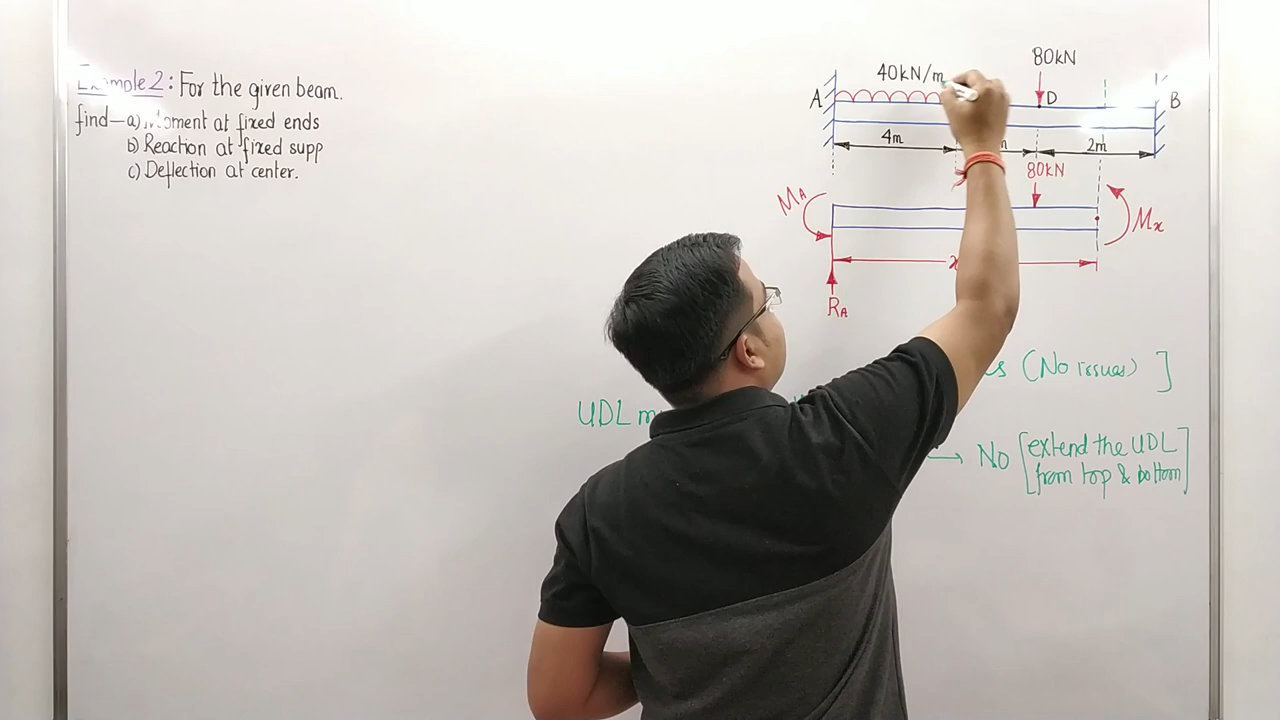 Example 2: For the given beam.
find— a) Moment at fixed ends
b) Reaction at fixed supp
c) Deflection at center.
80kN
40kN/m
A
D
B
4m
m
2m
80kN
MA
Mx
x
RA
(No issues) ]
UDL
→ No [extend the UDL
from top & bottom]